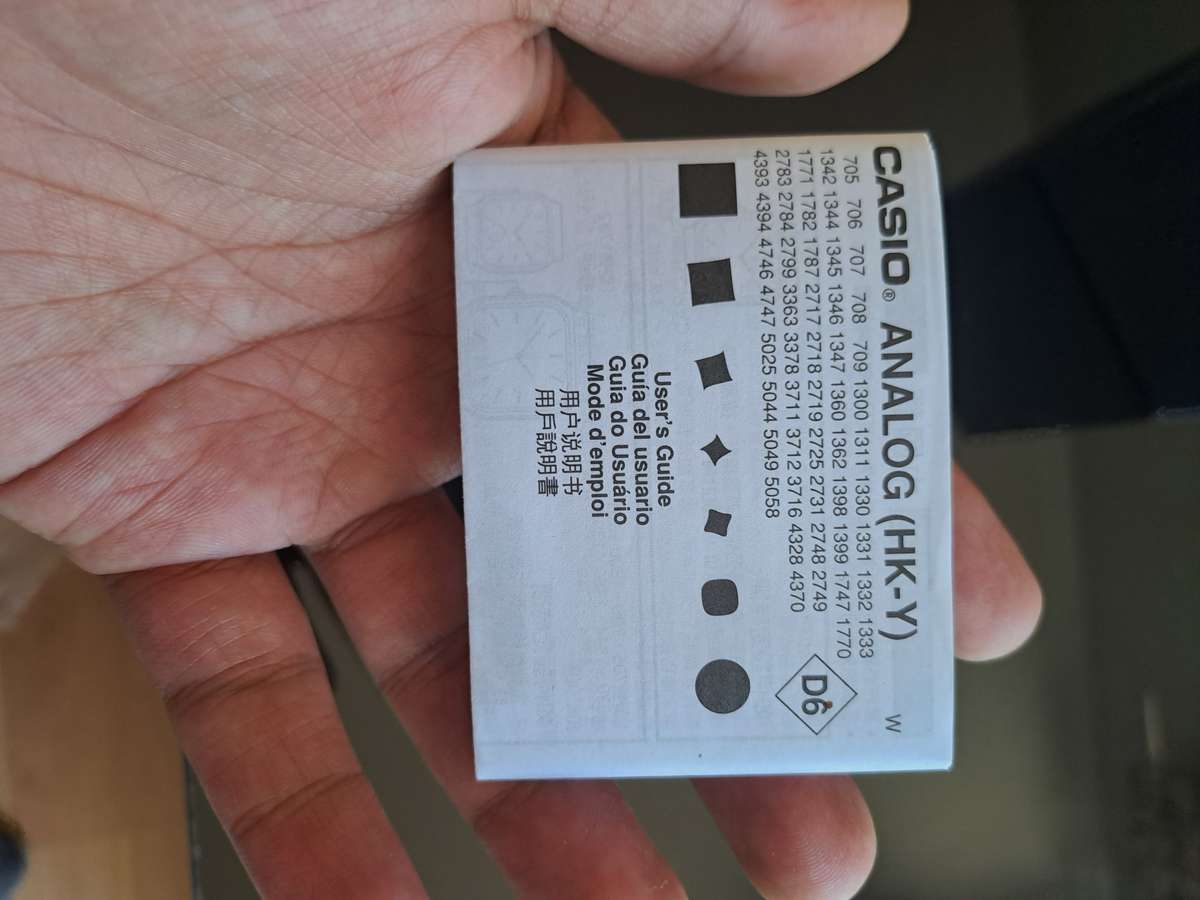 CASIO® ANALOG (HK-Y) W
705 706 707 708 709 1300 1311 1330 1331 1332 1333
1342 1344 1345 1346 1347 1360 1362 1398 1399 1747 1770
1771 1782 1787 2717 2718 2719 2725 2731 2748 2749
2783 2784 2799 3363 3378 3711 3712 3716 4328 4370
4393 4394 4746 4747 5025 5044 5049 5058
D6
User's Guide
Guía del usuario
Guia do Usuário
Mode d'emploi
用户说明书
用戶說明書